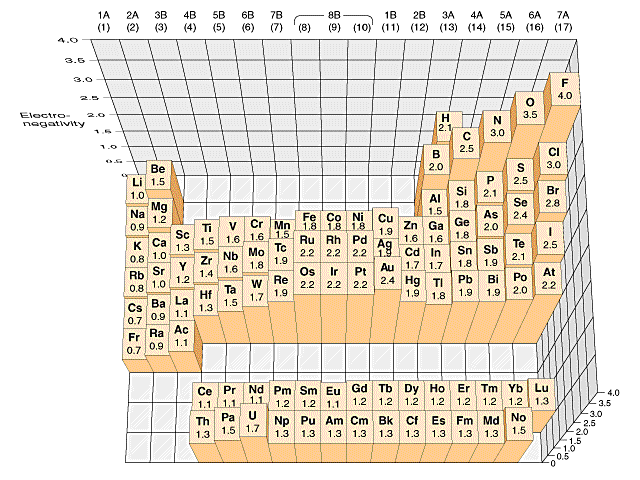 1A 2A 3B 4B 5B 6B 7B 8B 1B 2B 3A 4A 5A 6A 7A
(1) (2) (3) (4) (5) (6) (7) (8) (9) (10) (11) (12) (13) (14) (15) (16) (17)
4.0
3.5
3.0
2.5
2.0
1.5
1.0
0.5
0
Electro-
negativity
H
2.1
Li Be B C N O F
1.0 1.5 2.0 2.5 3.0 3.5 4.0
Na Mg Al Si P S Cl
0.9 1.2 1.5 1.8 2.1 2.5 3.0
K Ca Sc Ti V Cr Mn Fe Co Ni Cu Zn Ga Ge As Se Br
0.8 1.0 1.3 1.5 1.6 1.6 1.5 1.8 1.8 1.8 1.9 1.6 1.6 1.8 2.0 2.4 2.8
Rb Sr Y Zr Nb Mo Tc Ru Rh Pd Ag Cd In Sn Sb Te I
0.8 1.0 1.2 1.4 1.6 1.8 1.9 2.2 2.2 2.2 1.9 1.7 1.7 1.8 1.9 2.1 2.5
Cs Ba La Hf Ta W Re Os Ir Pt Au Hg Tl Pb Bi Po At
0.7 0.9 1.1 1.3 1.5 1.7 1.9 2.2 2.2 2.2 2.4 1.9 1.8 1.9 1.9 2.0 2.2
Fr Ra Ac
0.7 0.9 1.1
Ce Pr Nd Pm Sm Eu Gd Tb Dy Ho Er Tm Yb Lu
1.1 1.1 1.1 1.2 1.2 1.1 1.2 1.2 1.2 1.2 1.2 1.2 1.2 1.3
Th Pa U Np Pu Am Cm Bk Cf Es Fm Md No
1.3 1.5 1.7 1.3 1.3 1.3 1.3 1.3 1.3 1.3 1.3 1.3 1.5
4.0
3.5
3.0
2.5
2.0
1.5
1.0
0.5
0